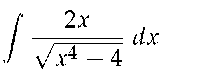 ∫ 2x / √(x⁴ − 4) dx